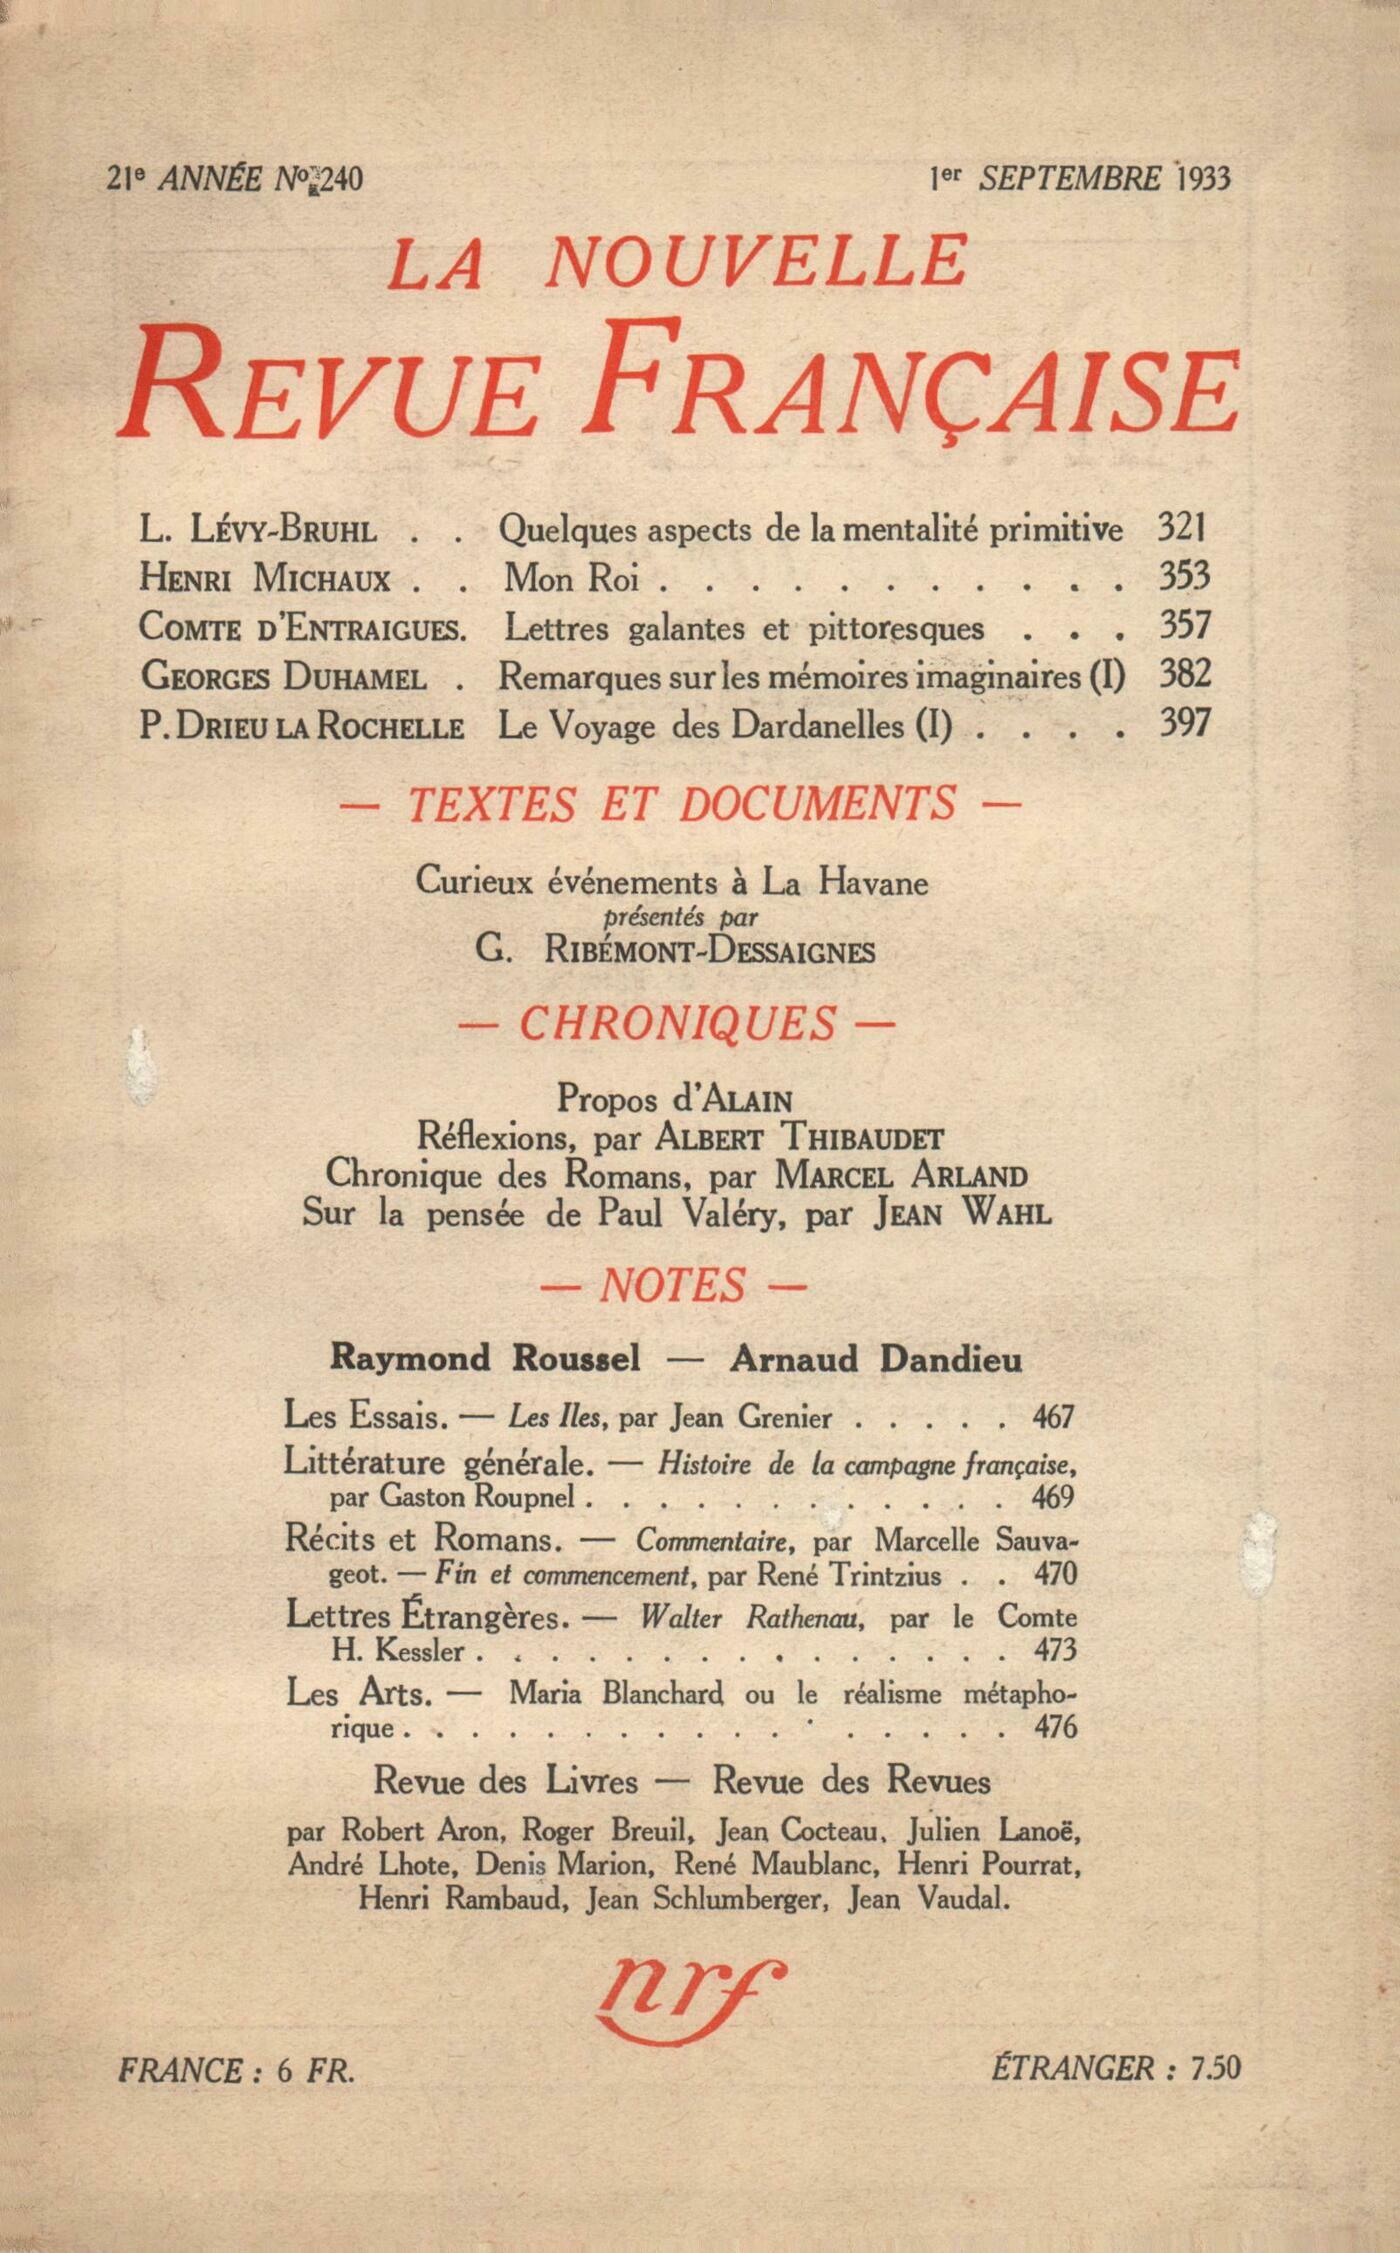 21e ANNÉE No 240
1er SEPTEMBRE 1933
LA NOUVELLE
REVUE FRANÇAISE
L. LÉVY-BRUHL . . Quelques aspects de la mentalité primitive 321
HENRI MICHAUX . . Mon Roi . . . . . . . . . . . 353
COMTE D'ENTRAIGUES. Lettres galantes et pittoresques . . . 357
GEORGES DUHAMEL . Remarques sur les mémoires imaginaires (I) 382
P. DRIEU LA ROCHELLE Le Voyage des Dardanelles (I) . . . . 397
— TEXTES ET DOCUMENTS —
Curieux événements à La Havane
présentés par
G. RIBÉMONT-DESSAIGNES
— CHRONIQUES —
Propos d'ALAIN
Réflexions, par ALBERT THIBAUDET
Chronique des Romans, par MARCEL ARLAND
Sur la pensée de Paul Valéry, par JEAN WAHL
— NOTES —
Raymond Roussel — Arnaud Dandieu
Les Essais. — Les Iles, par Jean Grenier . . . . . 467
Littérature générale. — Histoire de la campagne française,
par Gaston Roupnel . . . . . . . . . . . . 469
Récits et Romans. — Commentaire, par Marcelle Sauva-
geot. — Fin et commencement, par René Trintzius . . 470
Lettres Étrangères. — Walter Rathenau, par le Comte
H. Kessler . . . . . . . . . . . . . . . 473
Les Arts. — Maria Blanchard ou le réalisme métapho-
rique . . . . . . . . . . . . . . . . . 476
Revue des Livres — Revue des Revues
par Robert Aron, Roger Breuil, Jean Cocteau, Julien Lanoë,
André Lhote, Denis Marion, René Maublanc, Henri Pourrat,
Henri Rambaud, Jean Schlumberger, Jean Vaudal.
nrf
FRANCE : 6 FR.
ÉTRANGER : 7.50